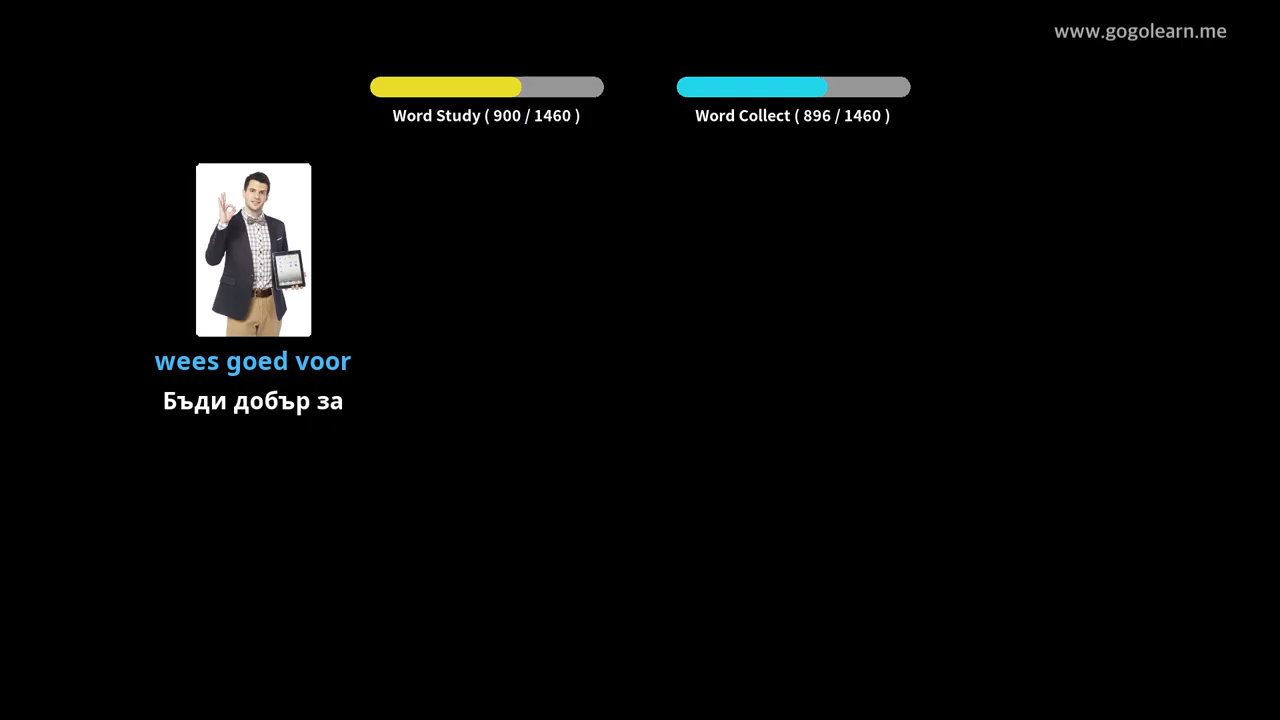 www.gogolearn.me
Word Study ( 900 / 1460 )
Word Collect ( 896 / 1460 )
wees goed voor
Бъди добър за